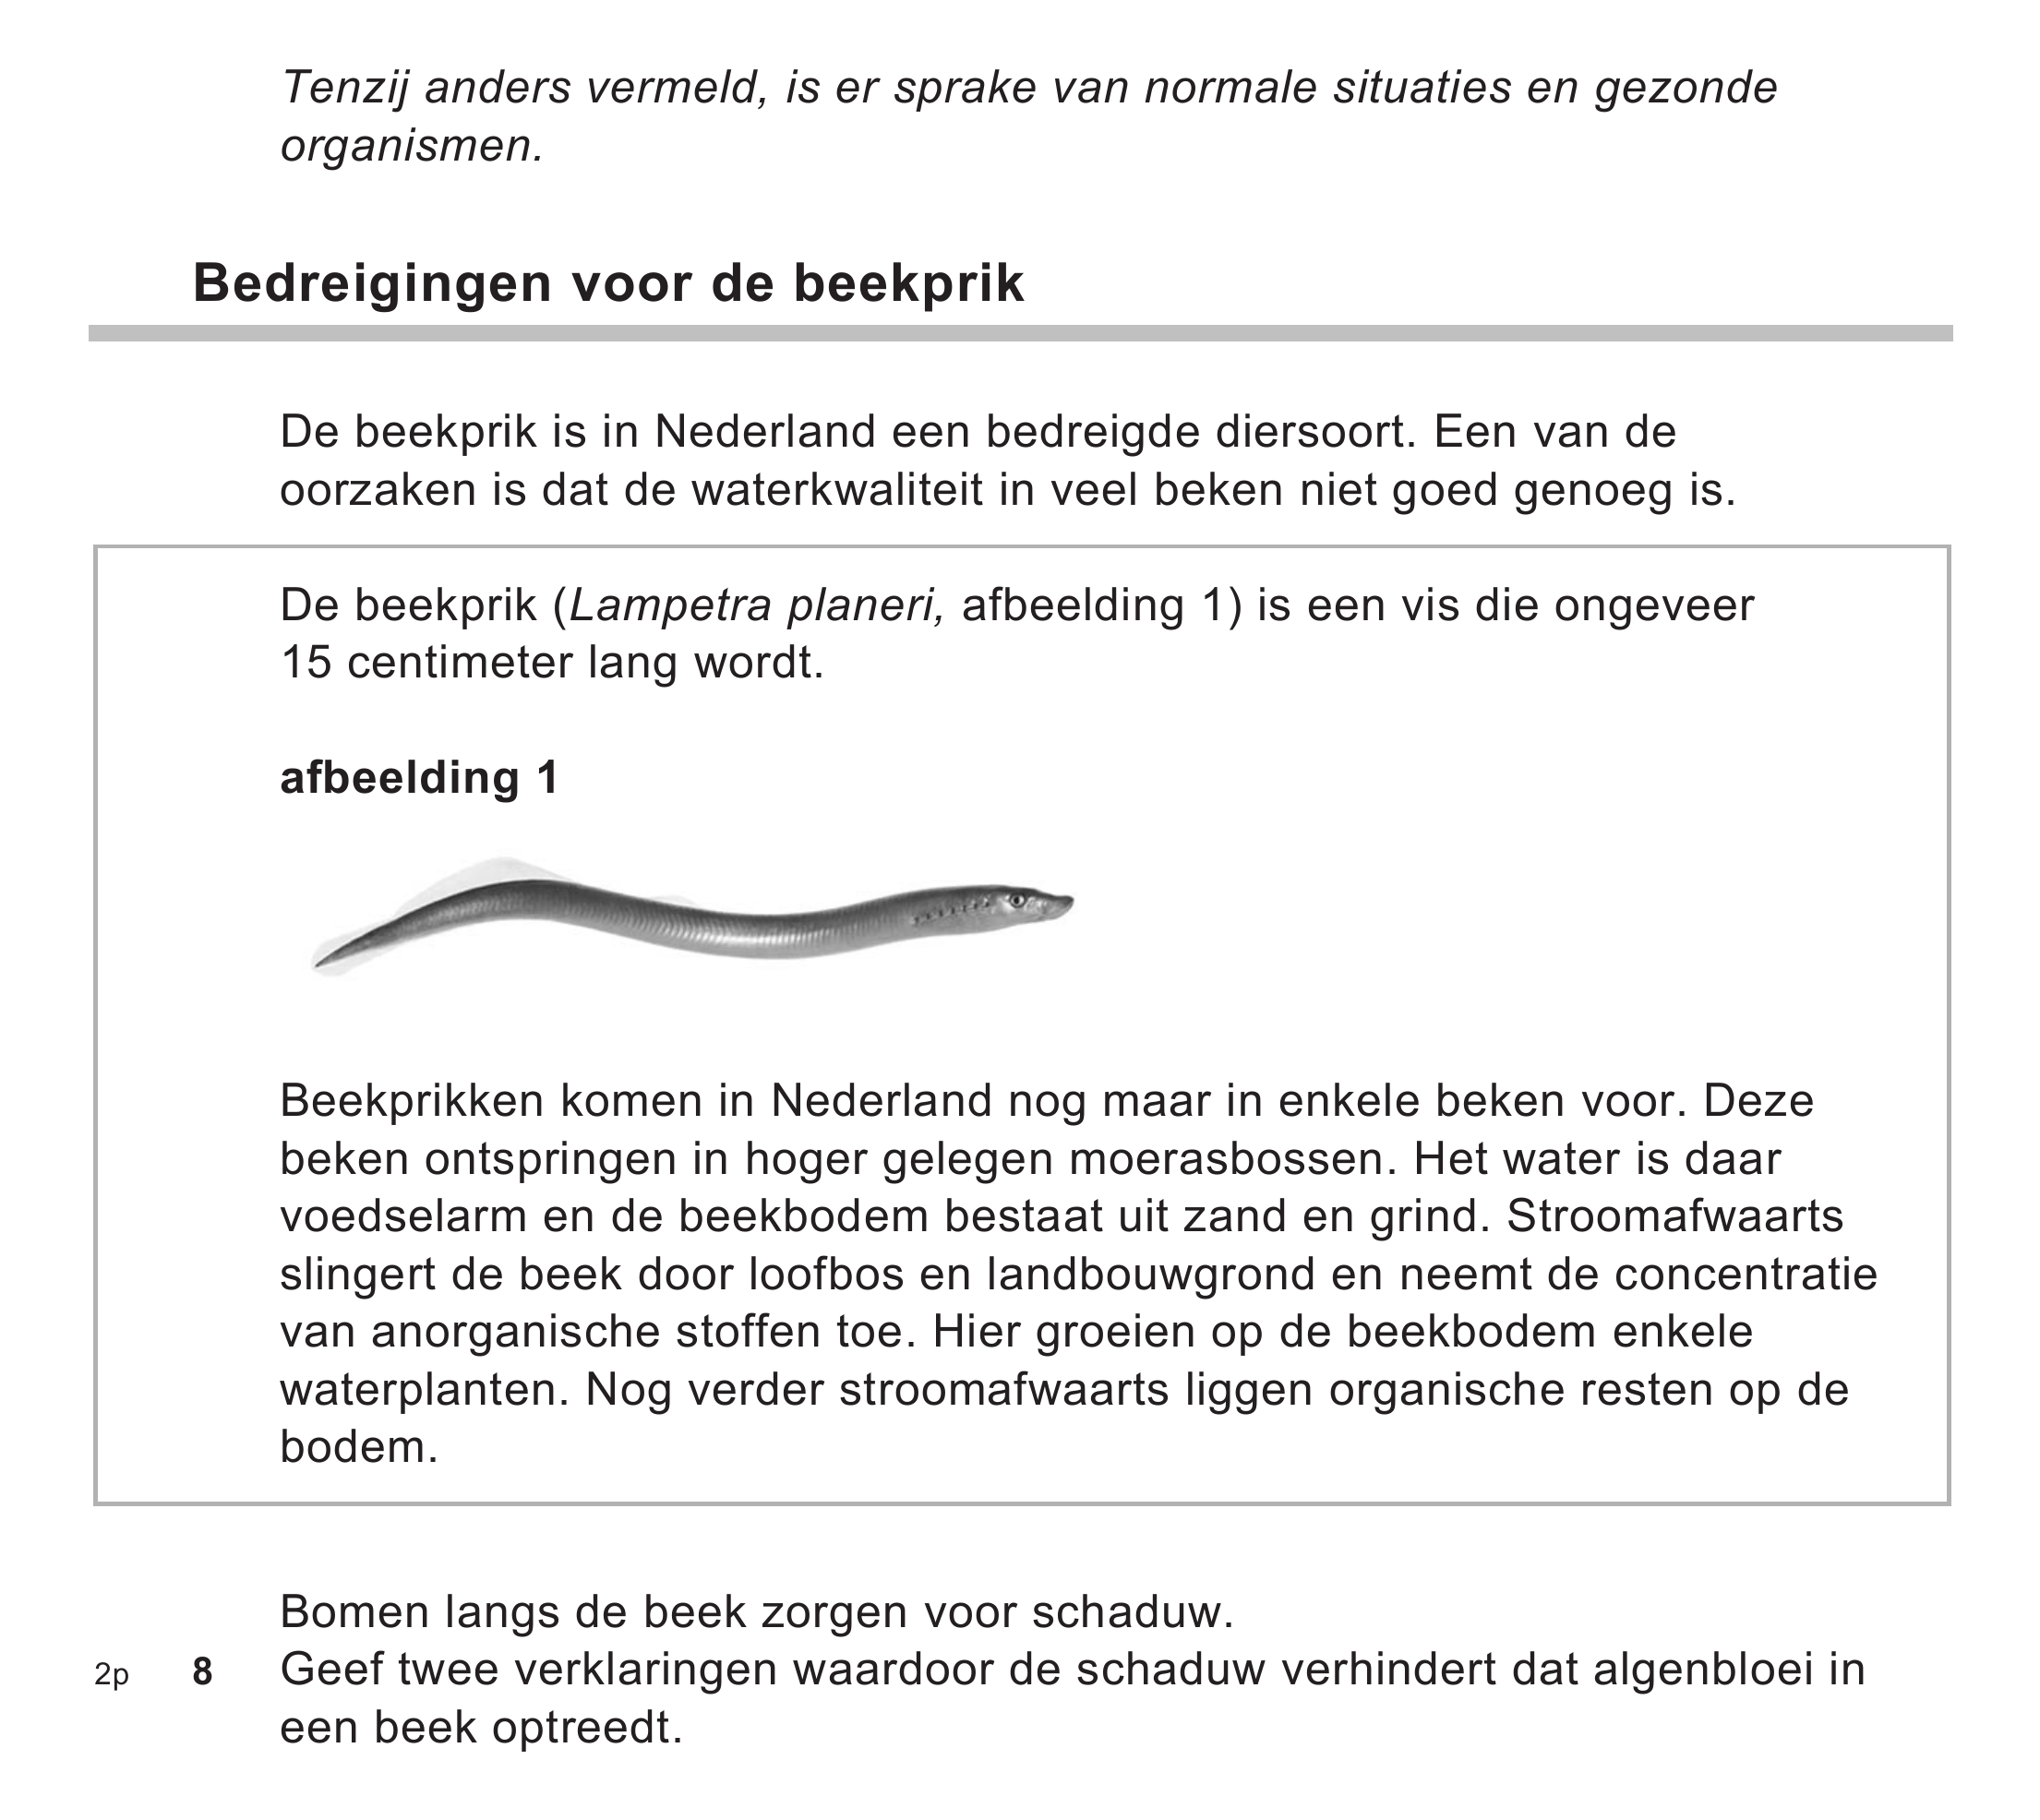 Tenzij anders vermeld, is er sprake van normale situaties en gezonde
organismen.
Bedreigingen voor de beekprik
De beekprik is in Nederland een bedreigde diersoort. Een van de
oorzaken is dat de waterkwaliteit in veel beken niet goed genoeg is.
De beekprik (Lampetra planeri, afbeelding 1) is een vis die ongeveer
15 centimeter lang wordt.
afbeelding 1
Beekprikken komen in Nederland nog maar in enkele beken voor. Deze
beken ontspringen in hoger gelegen moerasbossen. Het water is daar
voedselarm en de beekbodem bestaat uit zand en grind. Stroomafwaarts
slingert de beek door loofbos en landbouwgrond en neemt de concentratie
van anorganische stoffen toe. Hier groeien op de beekbodem enkele
waterplanten. Nog verder stroomafwaarts liggen organische resten op de
bodem.
Bomen langs de beek zorgen voor schaduw.
2p 8 Geef twee verklaringen waardoor de schaduw verhindert dat algenbloei in
een beek optreedt.